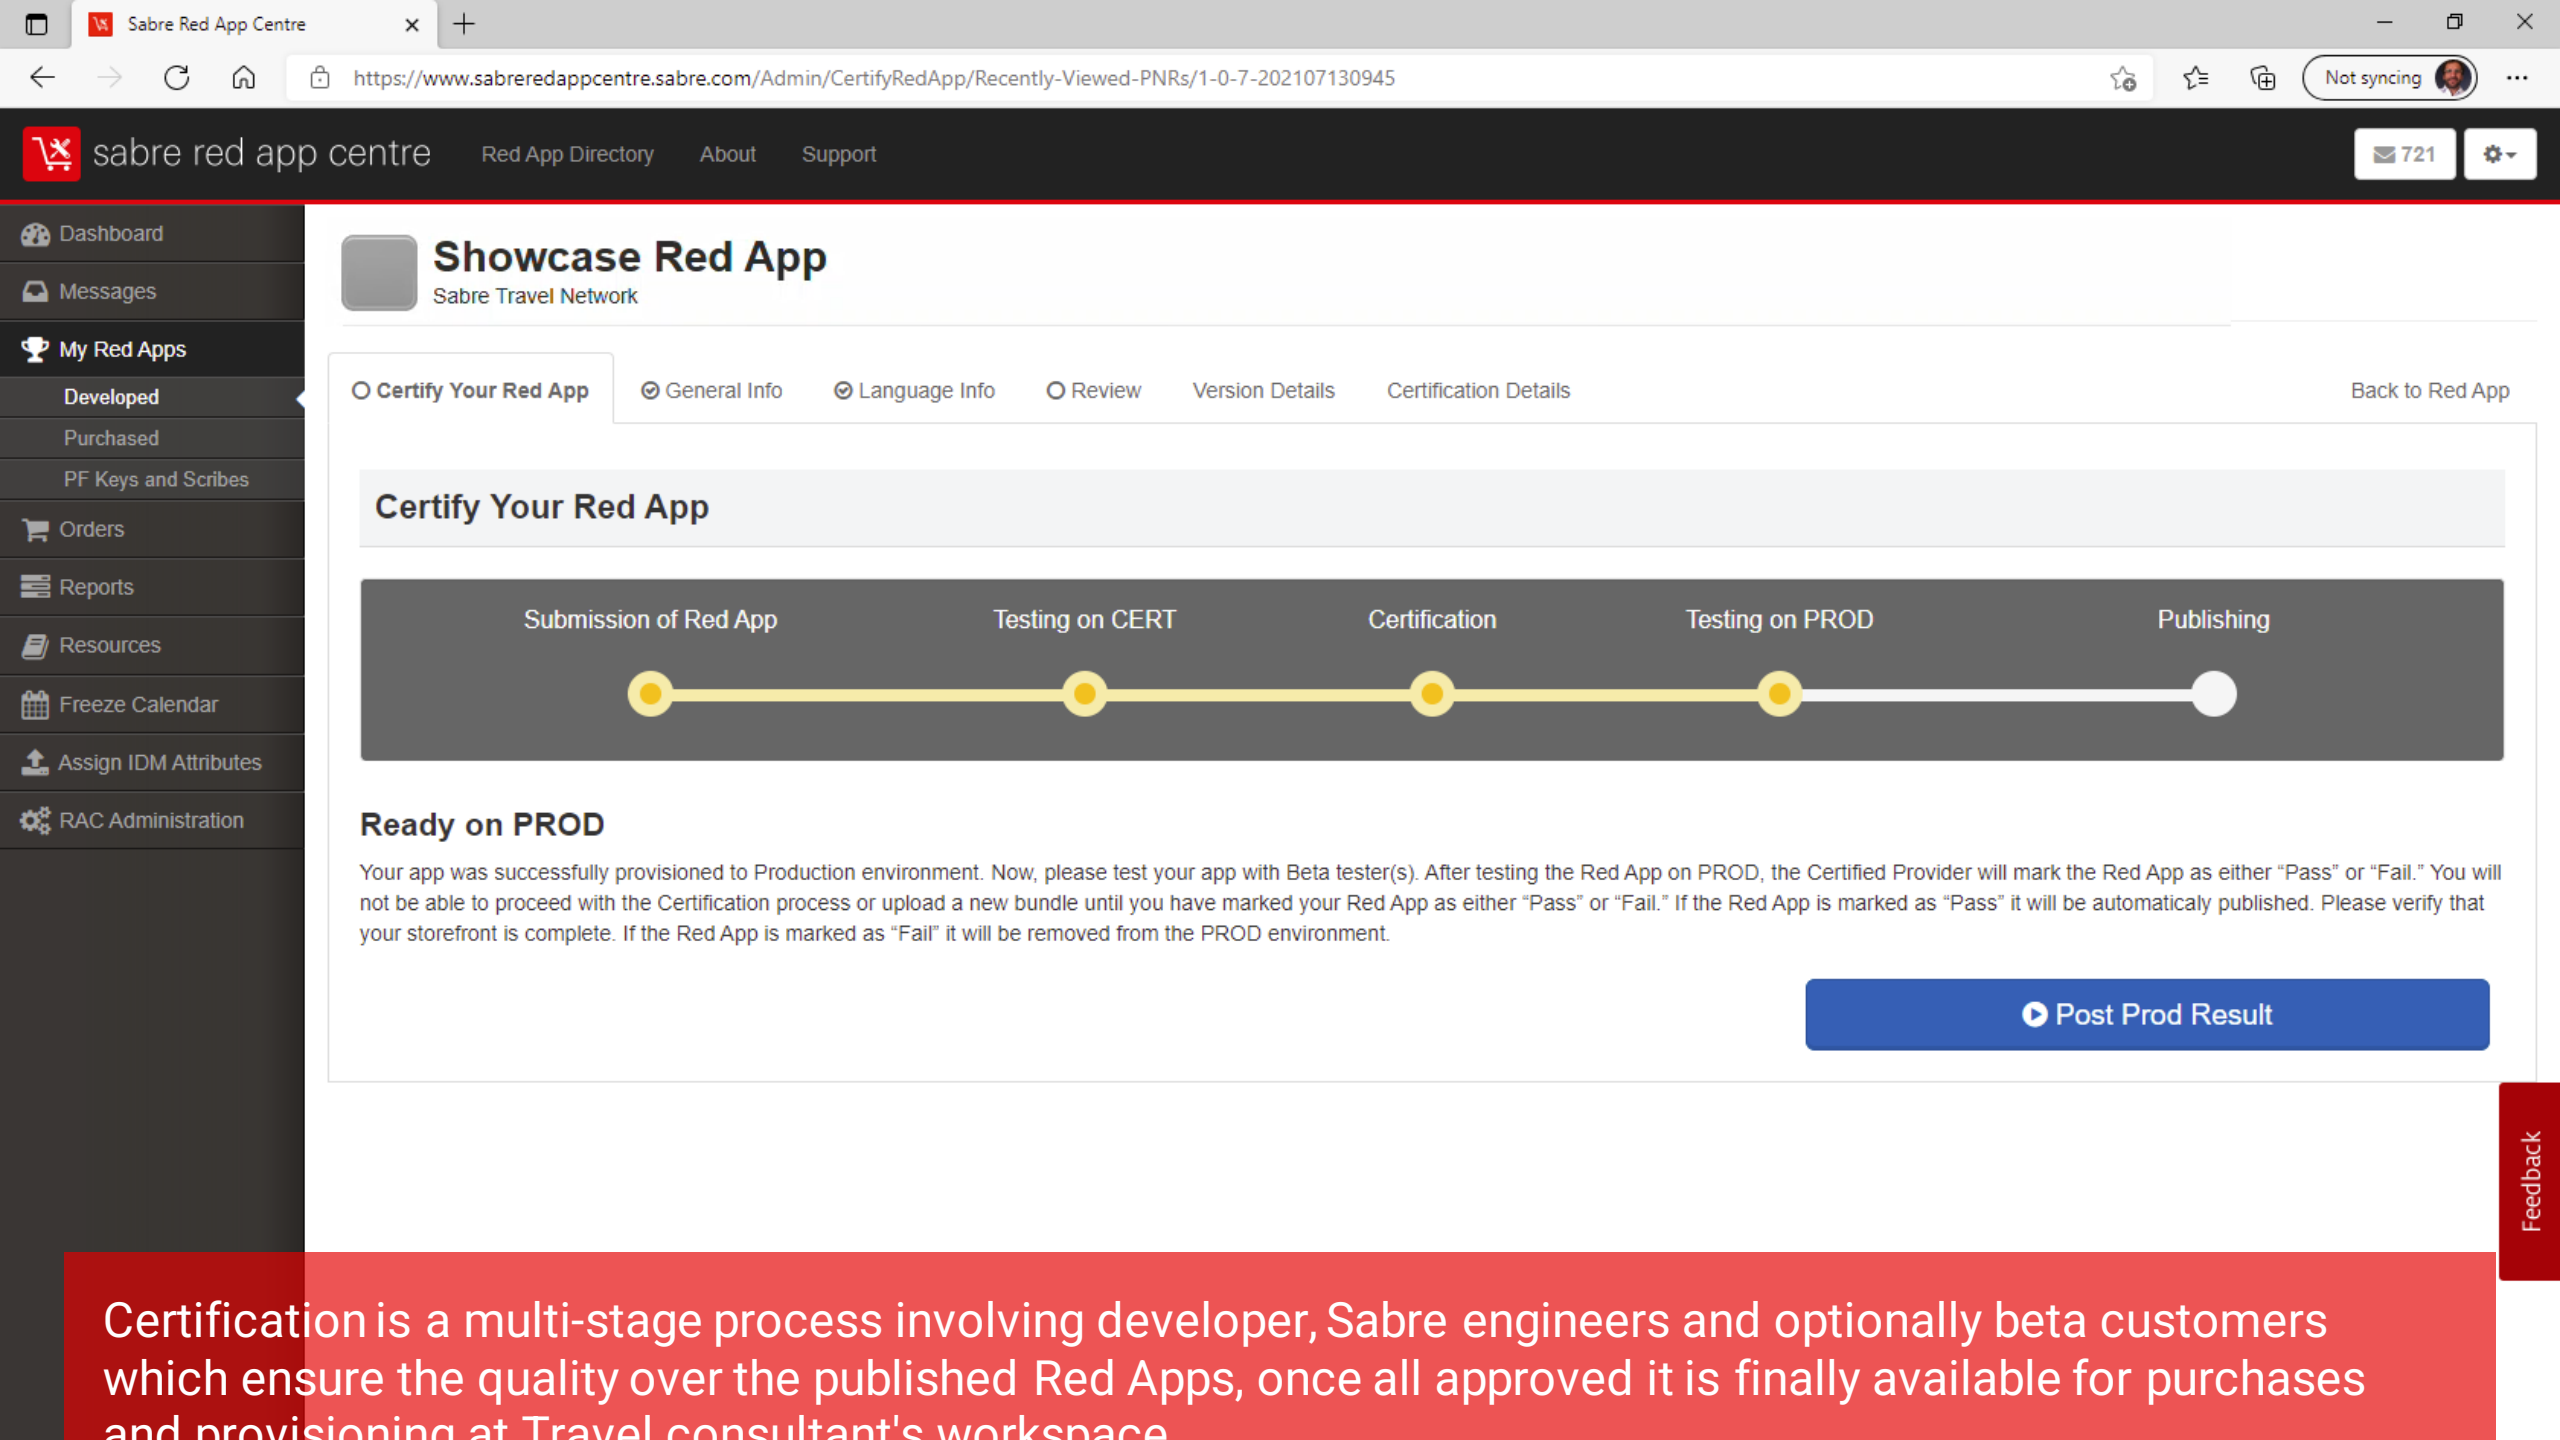 Sabre Red App Centre
https://www.sabreredappcentre.sabre.com/Admin/CertifyRedApp/Recently-Viewed-PNRs/1-0-7-202107130945
Not syncing
sabre red app centre
Red App Directory
About
Support
721
Dashboard
Messages
My Red Apps
Developed
Purchased
PF Keys and Scribes
Orders
Reports
Resources
Freeze Calendar
Assign IDM Attributes
RAC Administration
Showcase Red App
Sabre Travel Network
Certify Your Red App
General Info
Language Info
Review
Version Details
Certification Details
Back to Red App
Certify Your Red App
Submission of Red App
Testing on CERT
Certification
Testing on PROD
Publishing
Ready on PROD
Your app was successfully provisioned to Production environment. Now, please test your app with Beta tester(s). After testing the Red App on PROD, the Certified Provider will mark the Red App as either “Pass” or “Fail.” You will
not be able to proceed with the Certification process or upload a new bundle until you have marked your Red App as either “Pass” or “Fail.” If the Red App is marked as “Pass” it will be automaticaly published. Please verify that
your storefront is complete. If the Red App is marked as “Fail” it will be removed from the PROD environment.
Post Prod Result
Feedback
Certification is a multi-stage process involving developer, Sabre engineers and optionally beta customers
which ensure the quality over the published Red Apps, once all approved it is finally available for purchases
and provisioning at Travel consultant's workspace